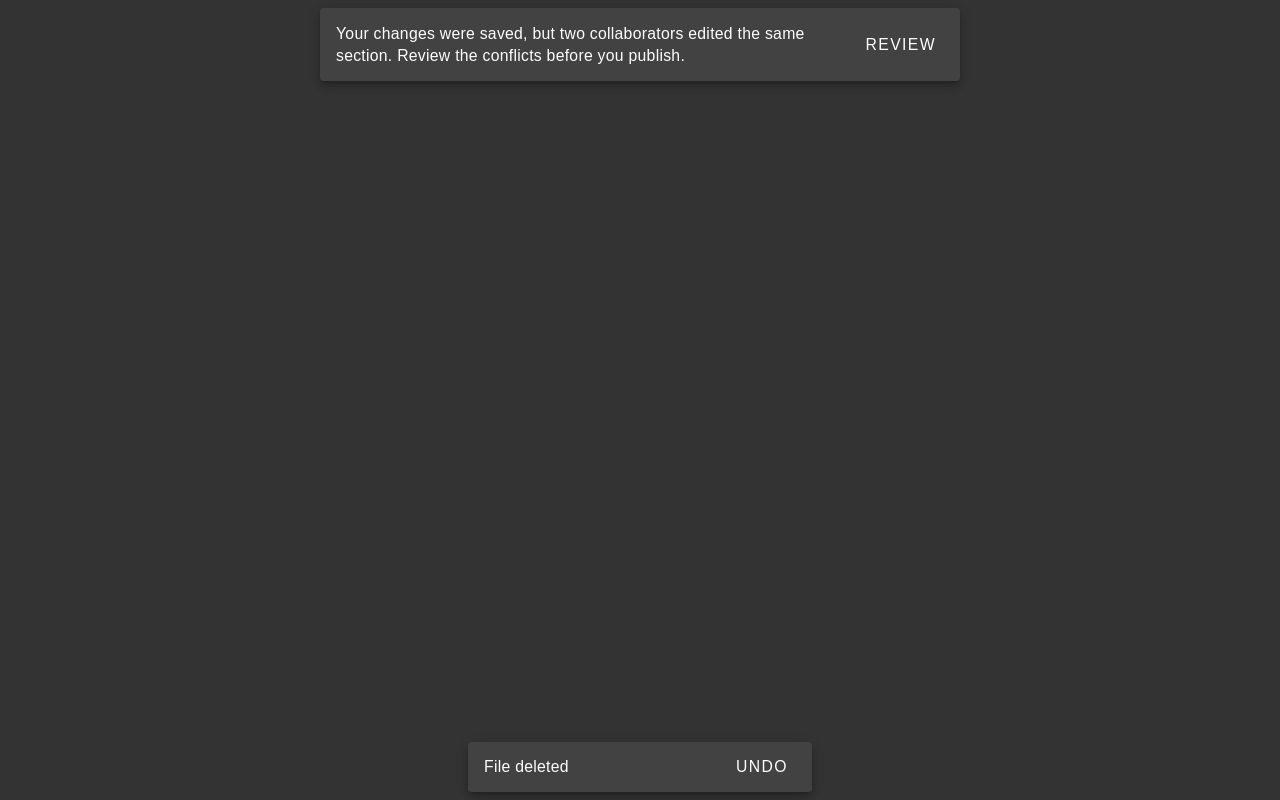 Your changes were saved, but two collaborators edited the same
section. Review the conflicts before you publish.
REVIEW
File deleted
UNDO